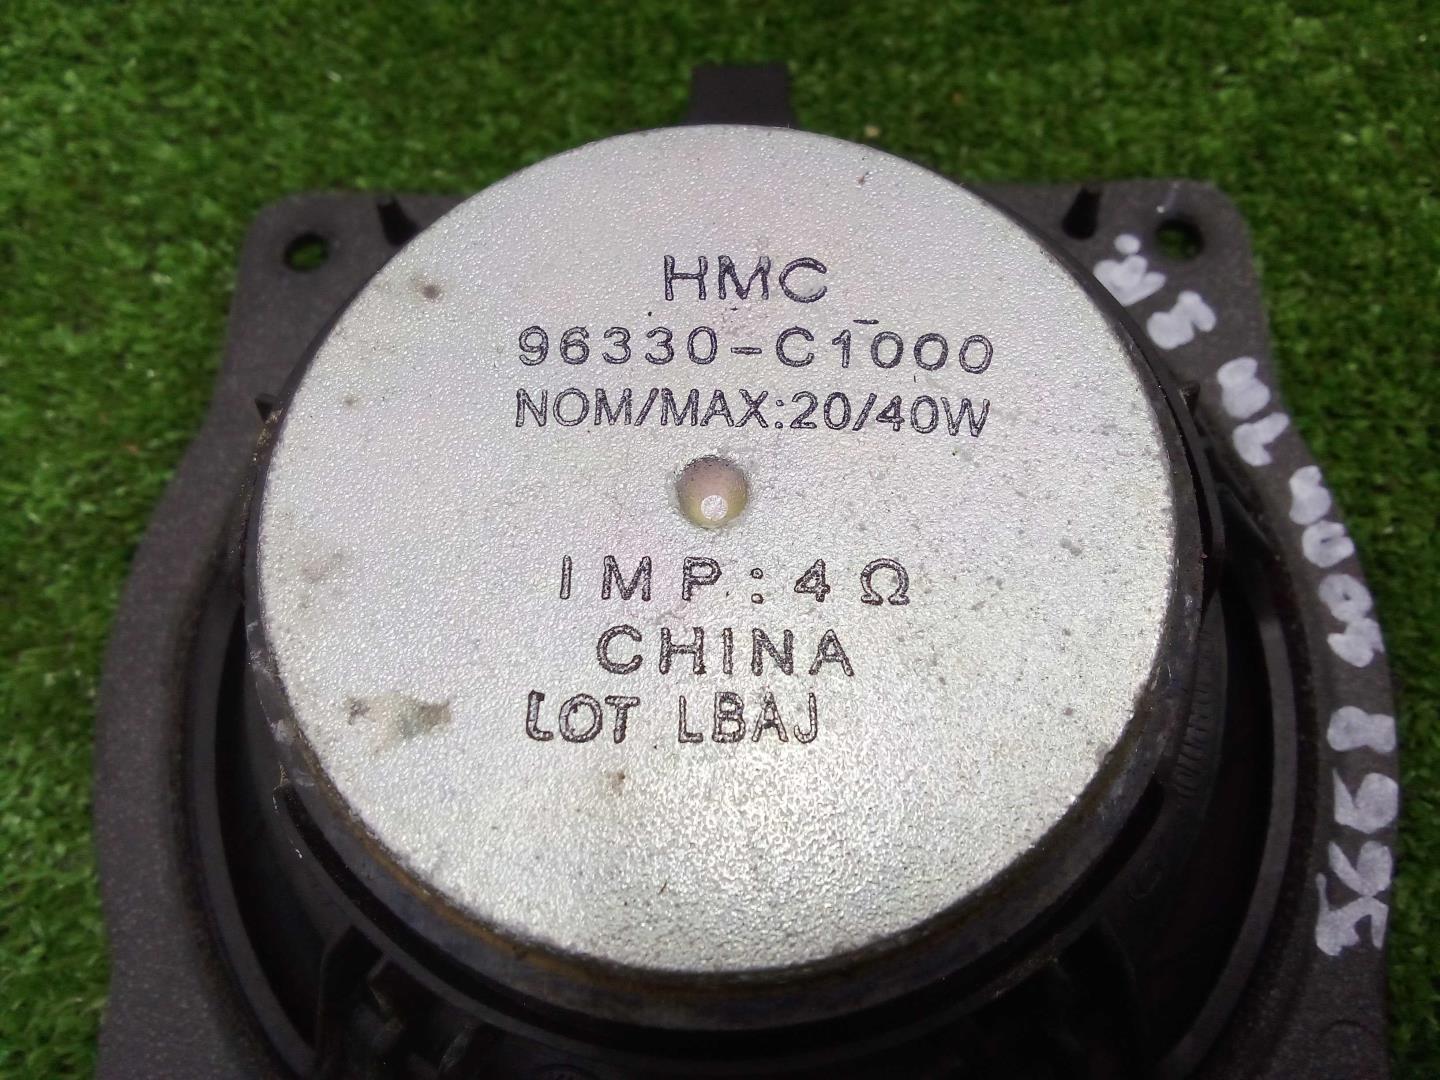 HMC
96330-C1000
NOM/MAX:20/40W
IMP:4Ω
CHINA
LOT LBAJ